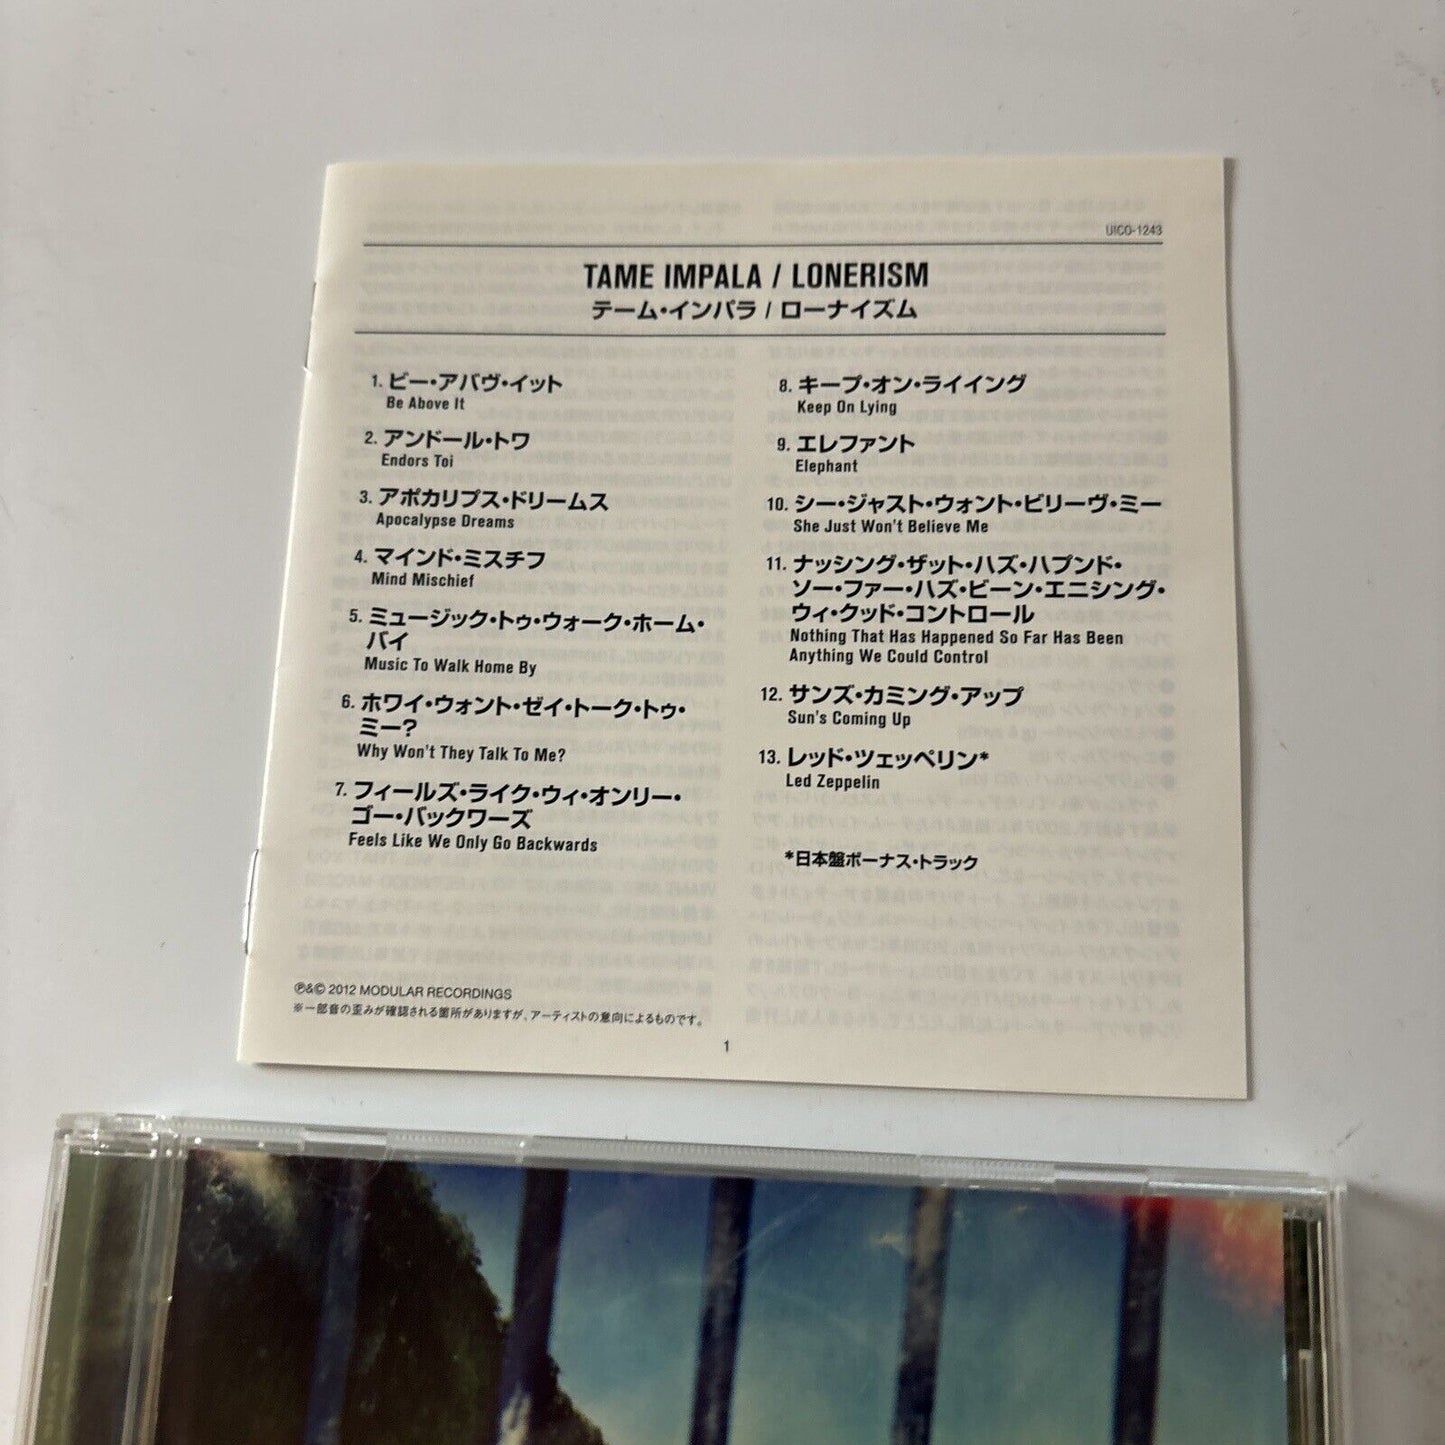 UICO-1243
TAME IMPALA / LONERISM
テーム・インパラ / ローナイズム
1. ビー・アバヴ・イット
Be Above It
2. アンドール・トワ
Endors Toi
3. アポカリプス・ドリームス
Apocalypse Dreams
4. マインド・ミスチフ
Mind Mischief
5. ミュージック・トゥ・ウォーク・ホーム・
バイ
Music To Walk Home By
6. ホワイ・ウォント・ゼイ・トーク・トゥ・
ミー?
Why Won't They Talk To Me?
7. フィールズ・ライク・ウィ・オンリー・
ゴー・バックワーズ
Feels Like We Only Go Backwards
8. キープ・オン・ライイング
Keep On Lying
9. エレファント
Elephant
10. シー・ジャスト・ウォント・ビリーヴ・ミー
She Just Won't Believe Me
11. ナッシング・ザット・ハズ・ハプンド・
ソー・ファー・ハズ・ビーン・エニシング・
ウィ・クッド・コントロール
Nothing That Has Happened So Far Has Been
Anything We Could Control
12. サンズ・カミング・アップ
Sun's Coming Up
13. レッド・ツェッペリン*
Led Zeppelin
*日本盤ボーナス・トラック
℗&© 2012 MODULAR RECORDINGS
※一部音の歪みが確認される箇所がありますが、アーティストの意向によるものです。
1